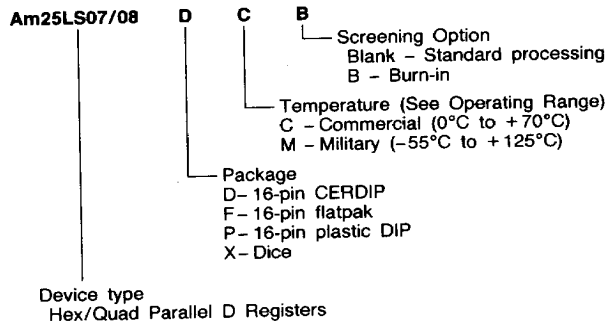 Am25LS07/08 D C B
Screening Option
Blank – Standard processing
B – Burn-in
Temperature (See Operating Range)
C – Commercial (0°C to +70°C)
M – Military (–55°C to +125°C)
Package
D– 16-pin CERDIP
F– 16-pin flatpak
P– 16-pin plastic DIP
X– Dice
Device type
Hex/Quad Parallel D Registers